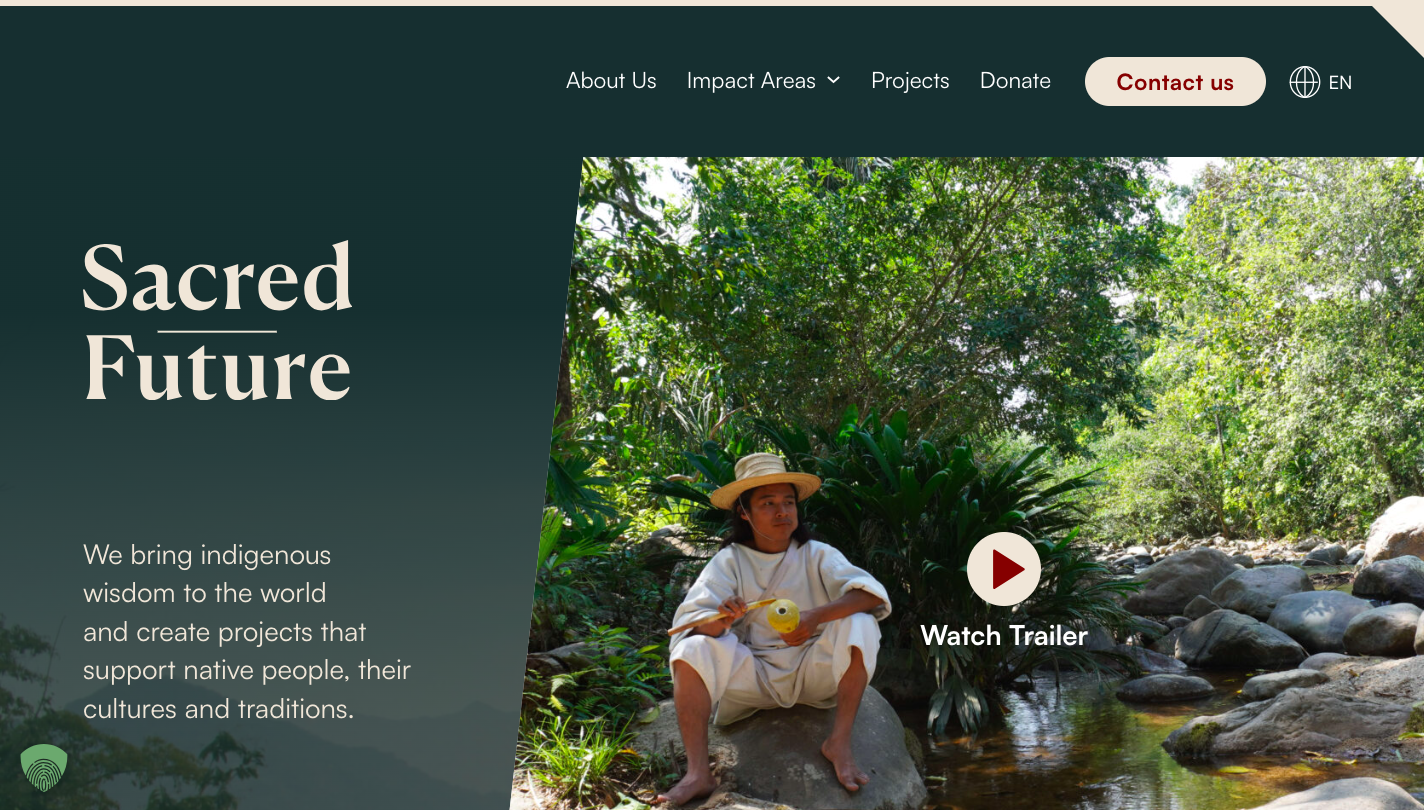 About Us
Impact Areas
Projects
Donate
Contact us
EN
Sacred
Future
We bring indigenous
wisdom to the world
and create projects that
support native people, their
cultures and traditions.
Watch Trailer